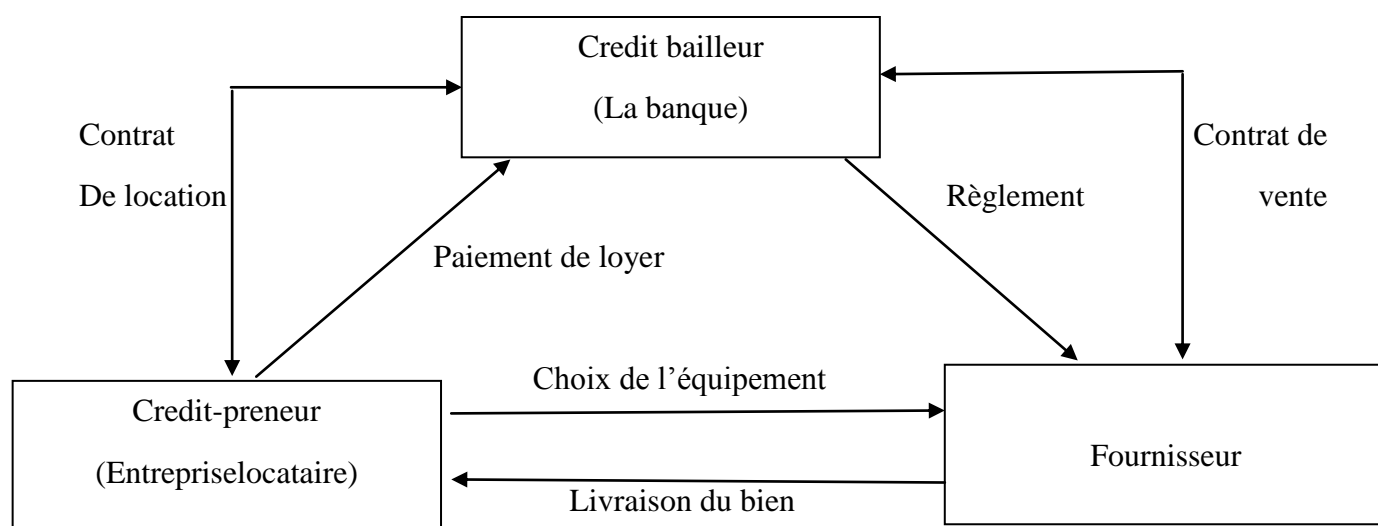 Credit bailleur
(La banque)
Contrat
De location
Contrat de
vente
Règlement
Paiement de loyer
Choix de l’équipement
Credit-preneur
(Entrepriselocataire)
Fournisseur
Livraison du bien